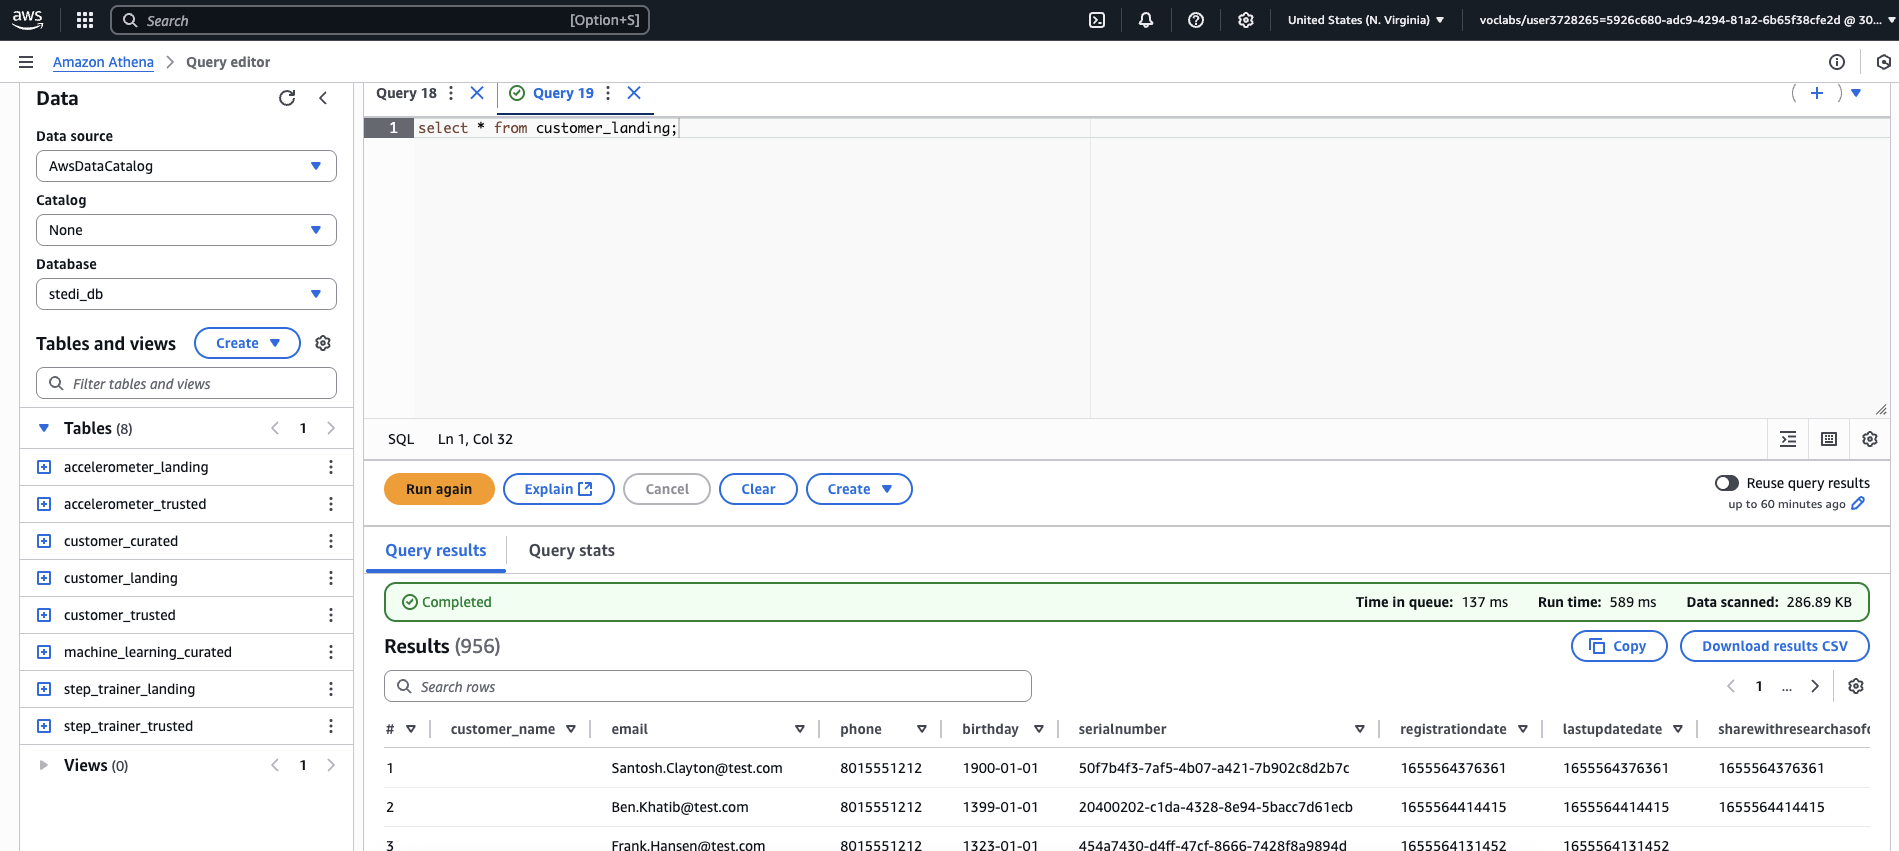 aws
Search
[Option+S]
United States (N. Virginia)
voclabs/user3728265=5926c680-adc9-4294-81a2-6b65f38cfe2d @ 30...
Amazon Athena > Query editor
Data
Data source
AwsDataCatalog
Catalog
None
Database
stedi_db
Tables and views
Create
Filter tables and views
Tables (8)
1
accelerometer_landing
accelerometer_trusted
customer_curated
customer_landing
customer_trusted
machine_learning_curated
step_trainer_landing
step_trainer_trusted
Views (0)
1
Query 18
Query 19
1 select * from customer_landing;
SQL Ln 1, Col 32
Run again
Explain
Cancel
Clear
Create
Reuse query results
up to 60 minutes ago
Query results
Query stats
Completed
Time in queue: 137 ms Run time: 589 ms Data scanned: 286.89 KB
Results (956)
Copy
Download results CSV
Search rows
1 ...
# customer_name email phone birthday serialnumber registrationdate lastupdatedate sharewithresearchasofd
1 Santosh.Clayton@test.com 8015551212 1900-01-01 50f7b4f3-7af5-4b07-a421-7b902c8d2b7c 1655564376361 1655564376361 1655564376361
2 Ben.Khatib@test.com 8015551212 1399-01-01 20400202-c1da-4328-8e94-5bacc7d61ecb 1655564414415 1655564414415 1655564414415
3 Frank.Hansen@test.com 8015551212 1323-01-01 454a7430-d4ff-47cf-8666-7428f8a9894d 1655564131452 1655564131452